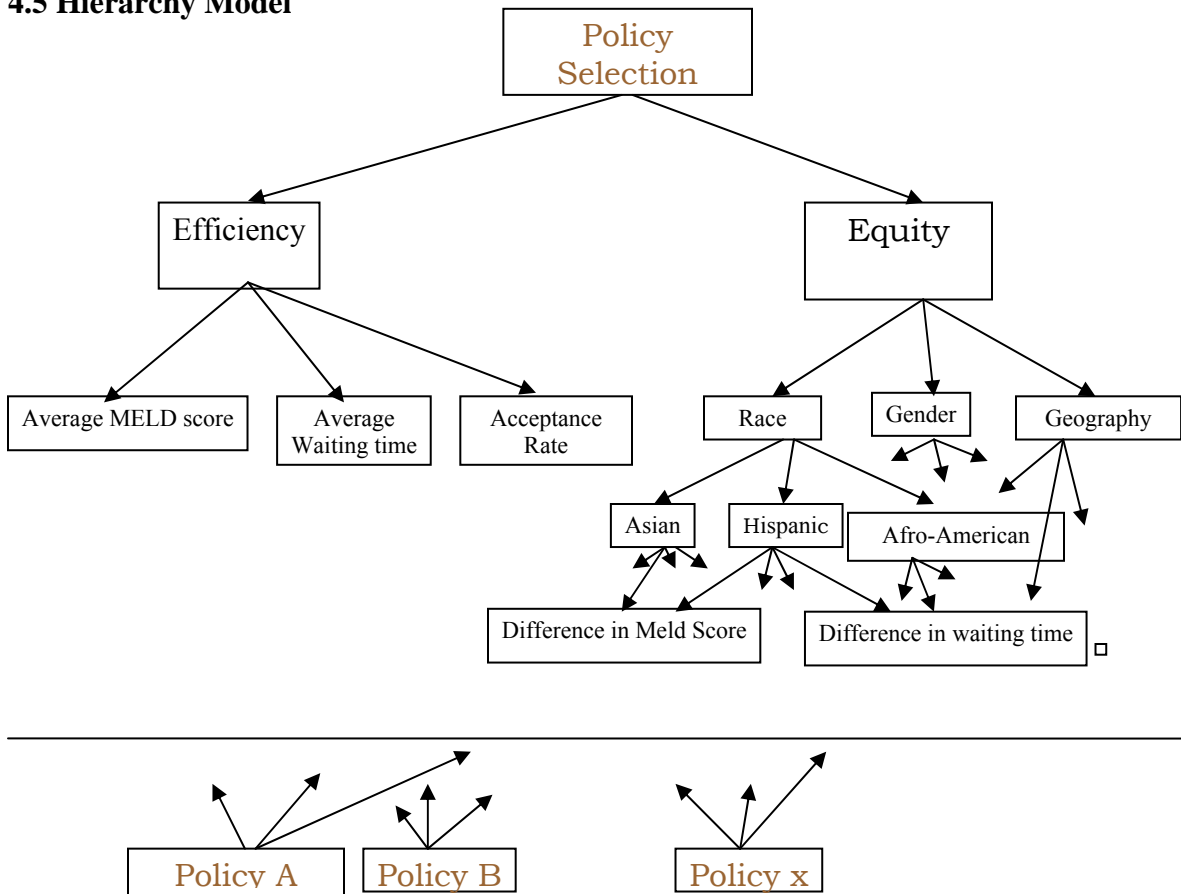 4.5 Hierarchy Model
Policy
Selection
Efficiency
Equity
Average MELD score
Average
Waiting time
Acceptance
Rate
Race
Gender
Geography
Asian
Hispanic
Afro-American
Difference in Meld Score
Difference in waiting time
Policy A
Policy B
Policy x